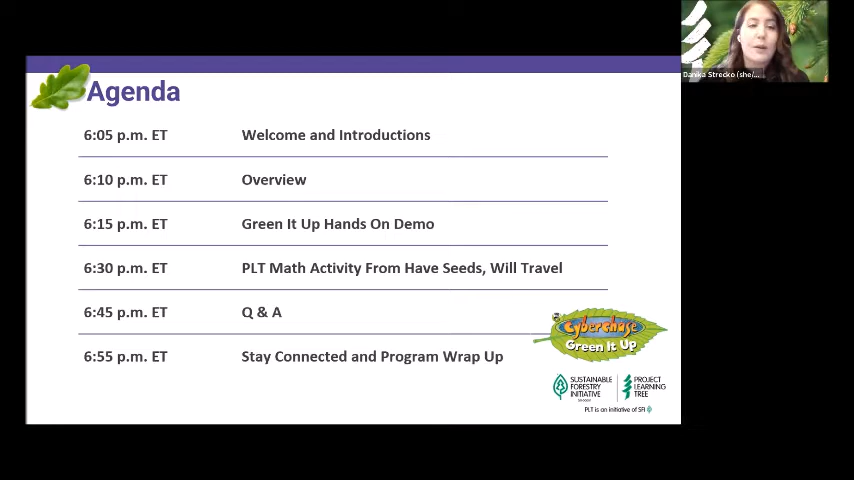 Danika Strecko (she/...
Agenda
6:05 p.m. ET Welcome and Introductions
6:10 p.m. ET Overview
6:15 p.m. ET Green It Up Hands On Demo
6:30 p.m. ET PLT Math Activity From Have Seeds, Will Travel
6:45 p.m. ET Q & A
6:55 p.m. ET Stay Connected and Program Wrap Up
Cyberchase
Green It Up
SUSTAINABLE
FORESTRY
INITIATIVE
PROJECT
LEARNING
TREE
PLT is an initiative of SFI